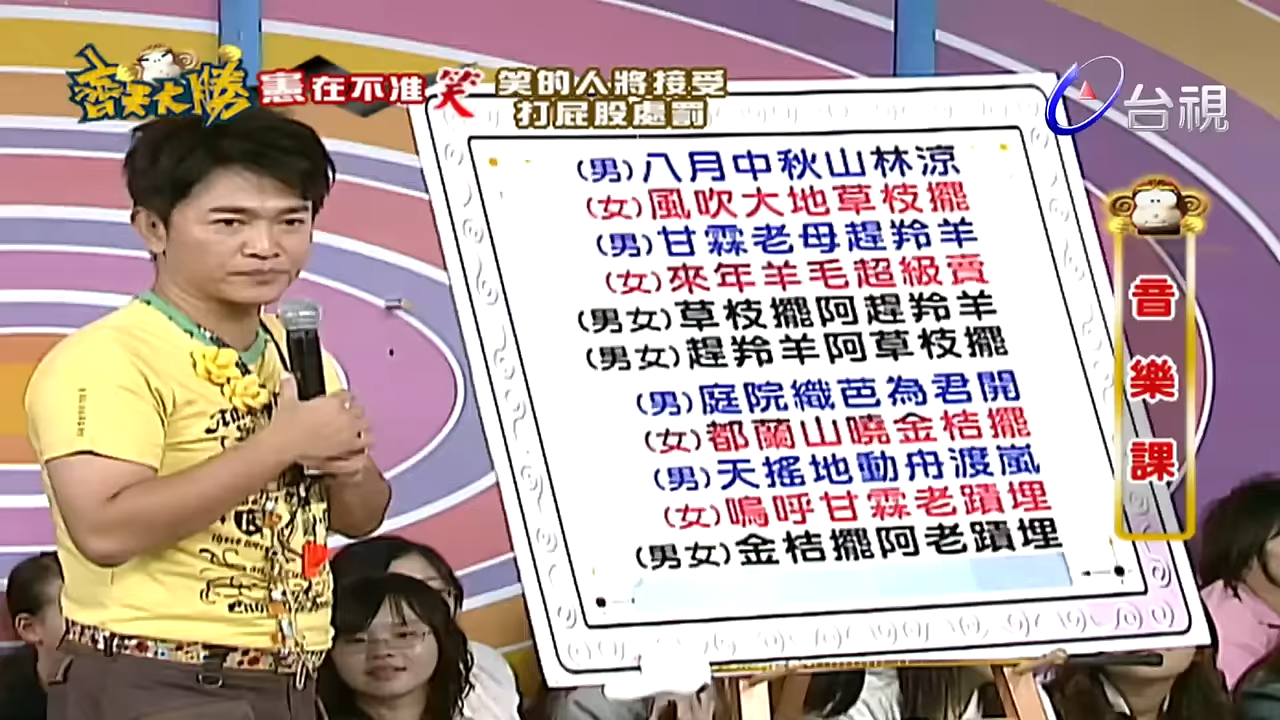 齊天大勝
憲在不准笑
笑的人將接受
打屁股處罰
台視
(男)八月中秋山林涼
(女)風吹大地草枝擺
(男)甘霖老母趕羚羊
(女)來年羊毛超級賣
(男女)草枝擺阿趕羚羊
(男女)趕羚羊阿草枝擺
(男)庭院織芭為君開
(女)都蘭山曉金桔擺
(男)天搖地動舟渡嵐
(女)嗚呼甘霖老蹟埋
(男女)金桔擺阿老蹟埋
音樂課